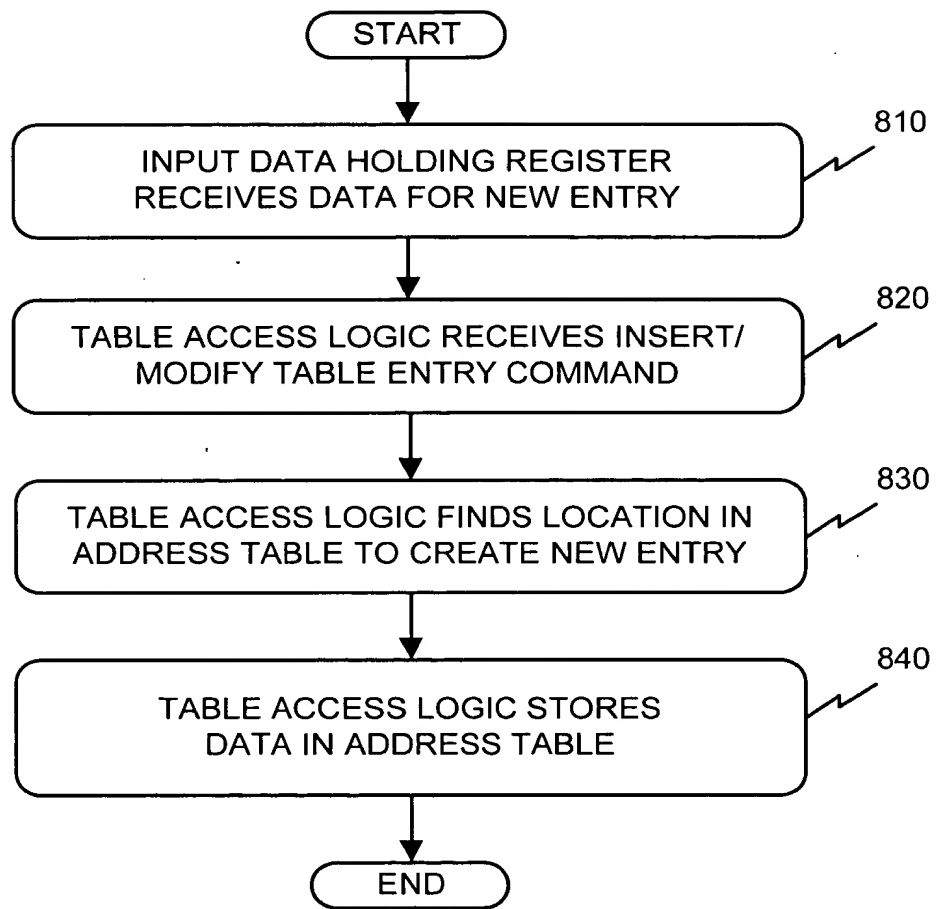 START
810
INPUT DATA HOLDING REGISTER
RECEIVES DATA FOR NEW ENTRY
820
TABLE ACCESS LOGIC RECEIVES INSERT/
MODIFY TABLE ENTRY COMMAND
830
TABLE ACCESS LOGIC FINDS LOCATION IN
ADDRESS TABLE TO CREATE NEW ENTRY
840
TABLE ACCESS LOGIC STORES
DATA IN ADDRESS TABLE
END